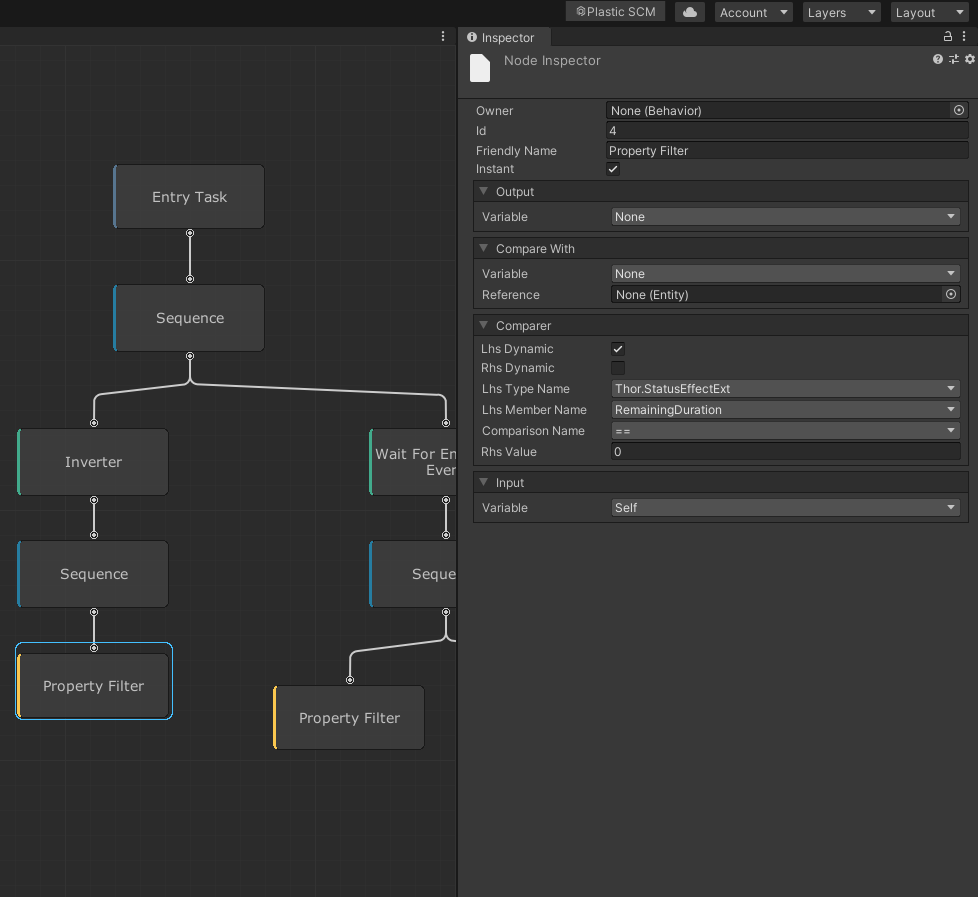 Plastic SCM
Account
Layers
Layout
Inspector
Node Inspector
Owner None (Behavior)
Id 4
Friendly Name Property Filter
Instant
Output
Variable None
Compare With
Variable None
Reference None (Entity)
Comparer
Lhs Dynamic
Rhs Dynamic
Lhs Type Name Thor.StatusEffectExt
Lhs Member Name RemainingDuration
Comparison Name ==
Rhs Value 0
Input
Variable Self
Entry Task
Sequence
Inverter
Wait For En
Ever
Sequence
Seque
Property Filter
Property Filter